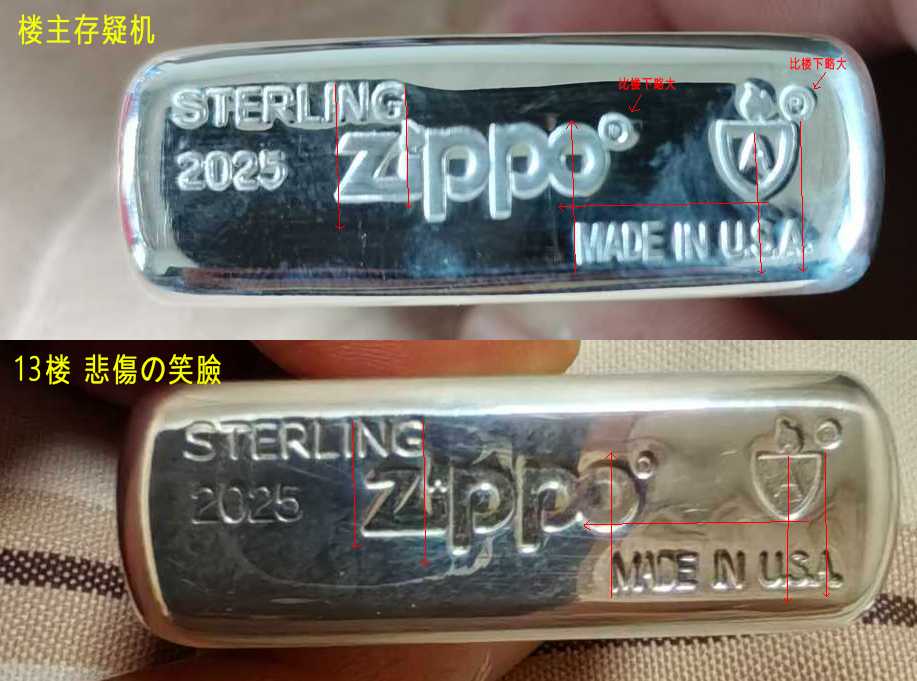 楼主存疑机
比楼下略大
比楼下略大
STERLING
2025
Zippo®
®
A
MADE IN U.S.A.
13楼 悲傷の笑臉
STERLING
2025
Zippo®
®
A
MADE IN U.S.A.